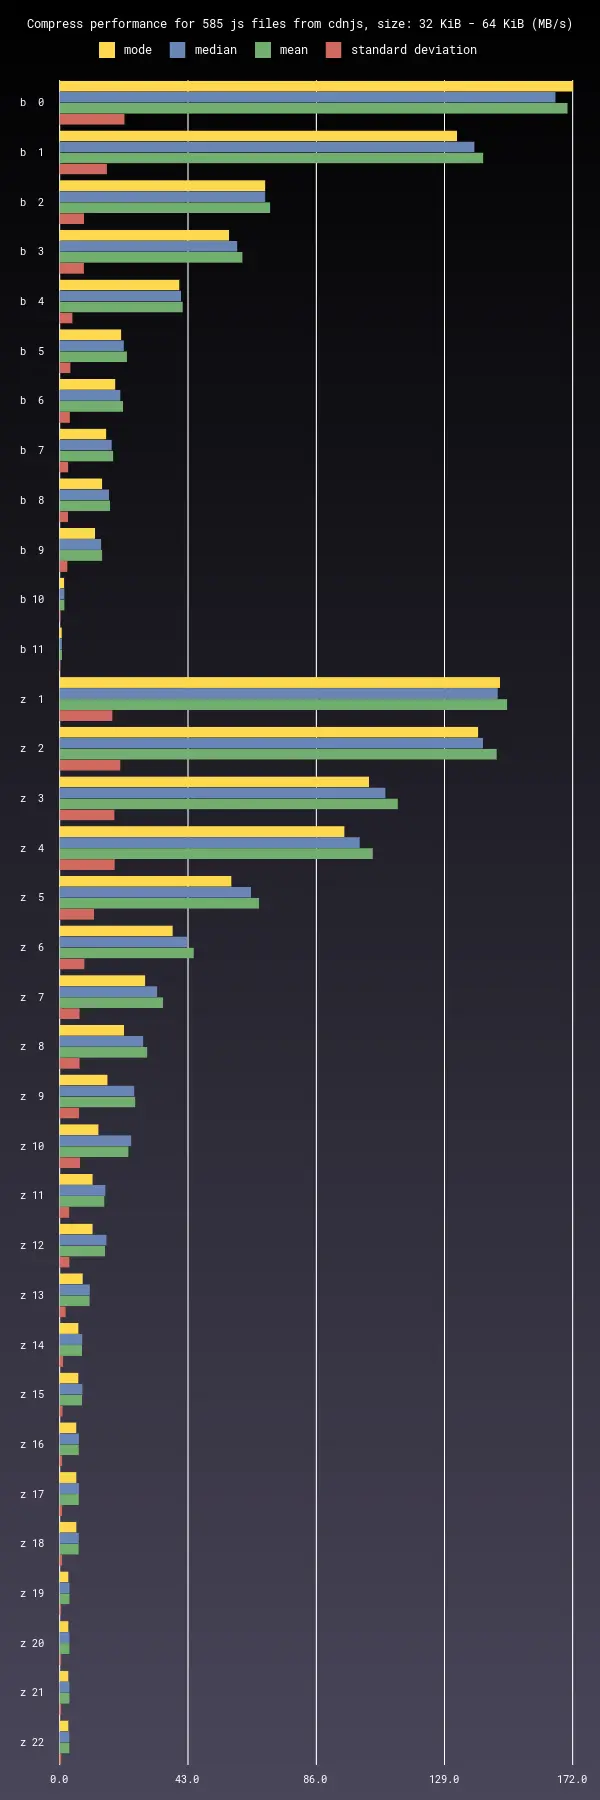 Compress performance for 585 js files from cdnjs, size: 32 KiB - 64 KiB (MB/s)
mode median mean standard deviation
b 0
b 1
b 2
b 3
b 4
b 5
b 6
b 7
b 8
b 9
b 10
b 11
z 1
z 2
z 3
z 4
z 5
z 6
z 7
z 8
z 9
z 10
z 11
z 12
z 13
z 14
z 15
z 16
z 17
z 18
z 19
z 20
z 21
z 22
0.0 43.0 86.0 129.0 172.0